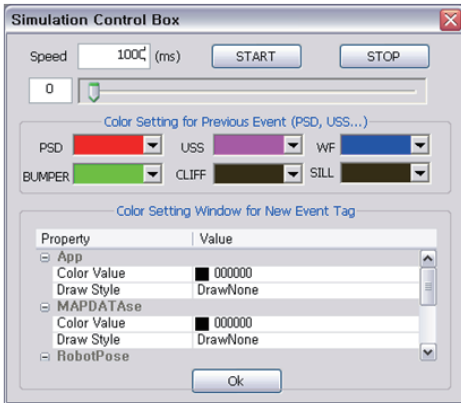 Simulation Control Box
Speed 1000 (ms) START STOP
0
Color Setting for Previous Event (PSD, USS...)
PSD USS WF
BUMPER CLIFF SILL
Color Setting Window for New Event Tag
Property Value
App
Color Value 000000
Draw Style DrawNone
MAPDATAse
Color Value 000000
Draw Style DrawNone
RobotPose
Ok